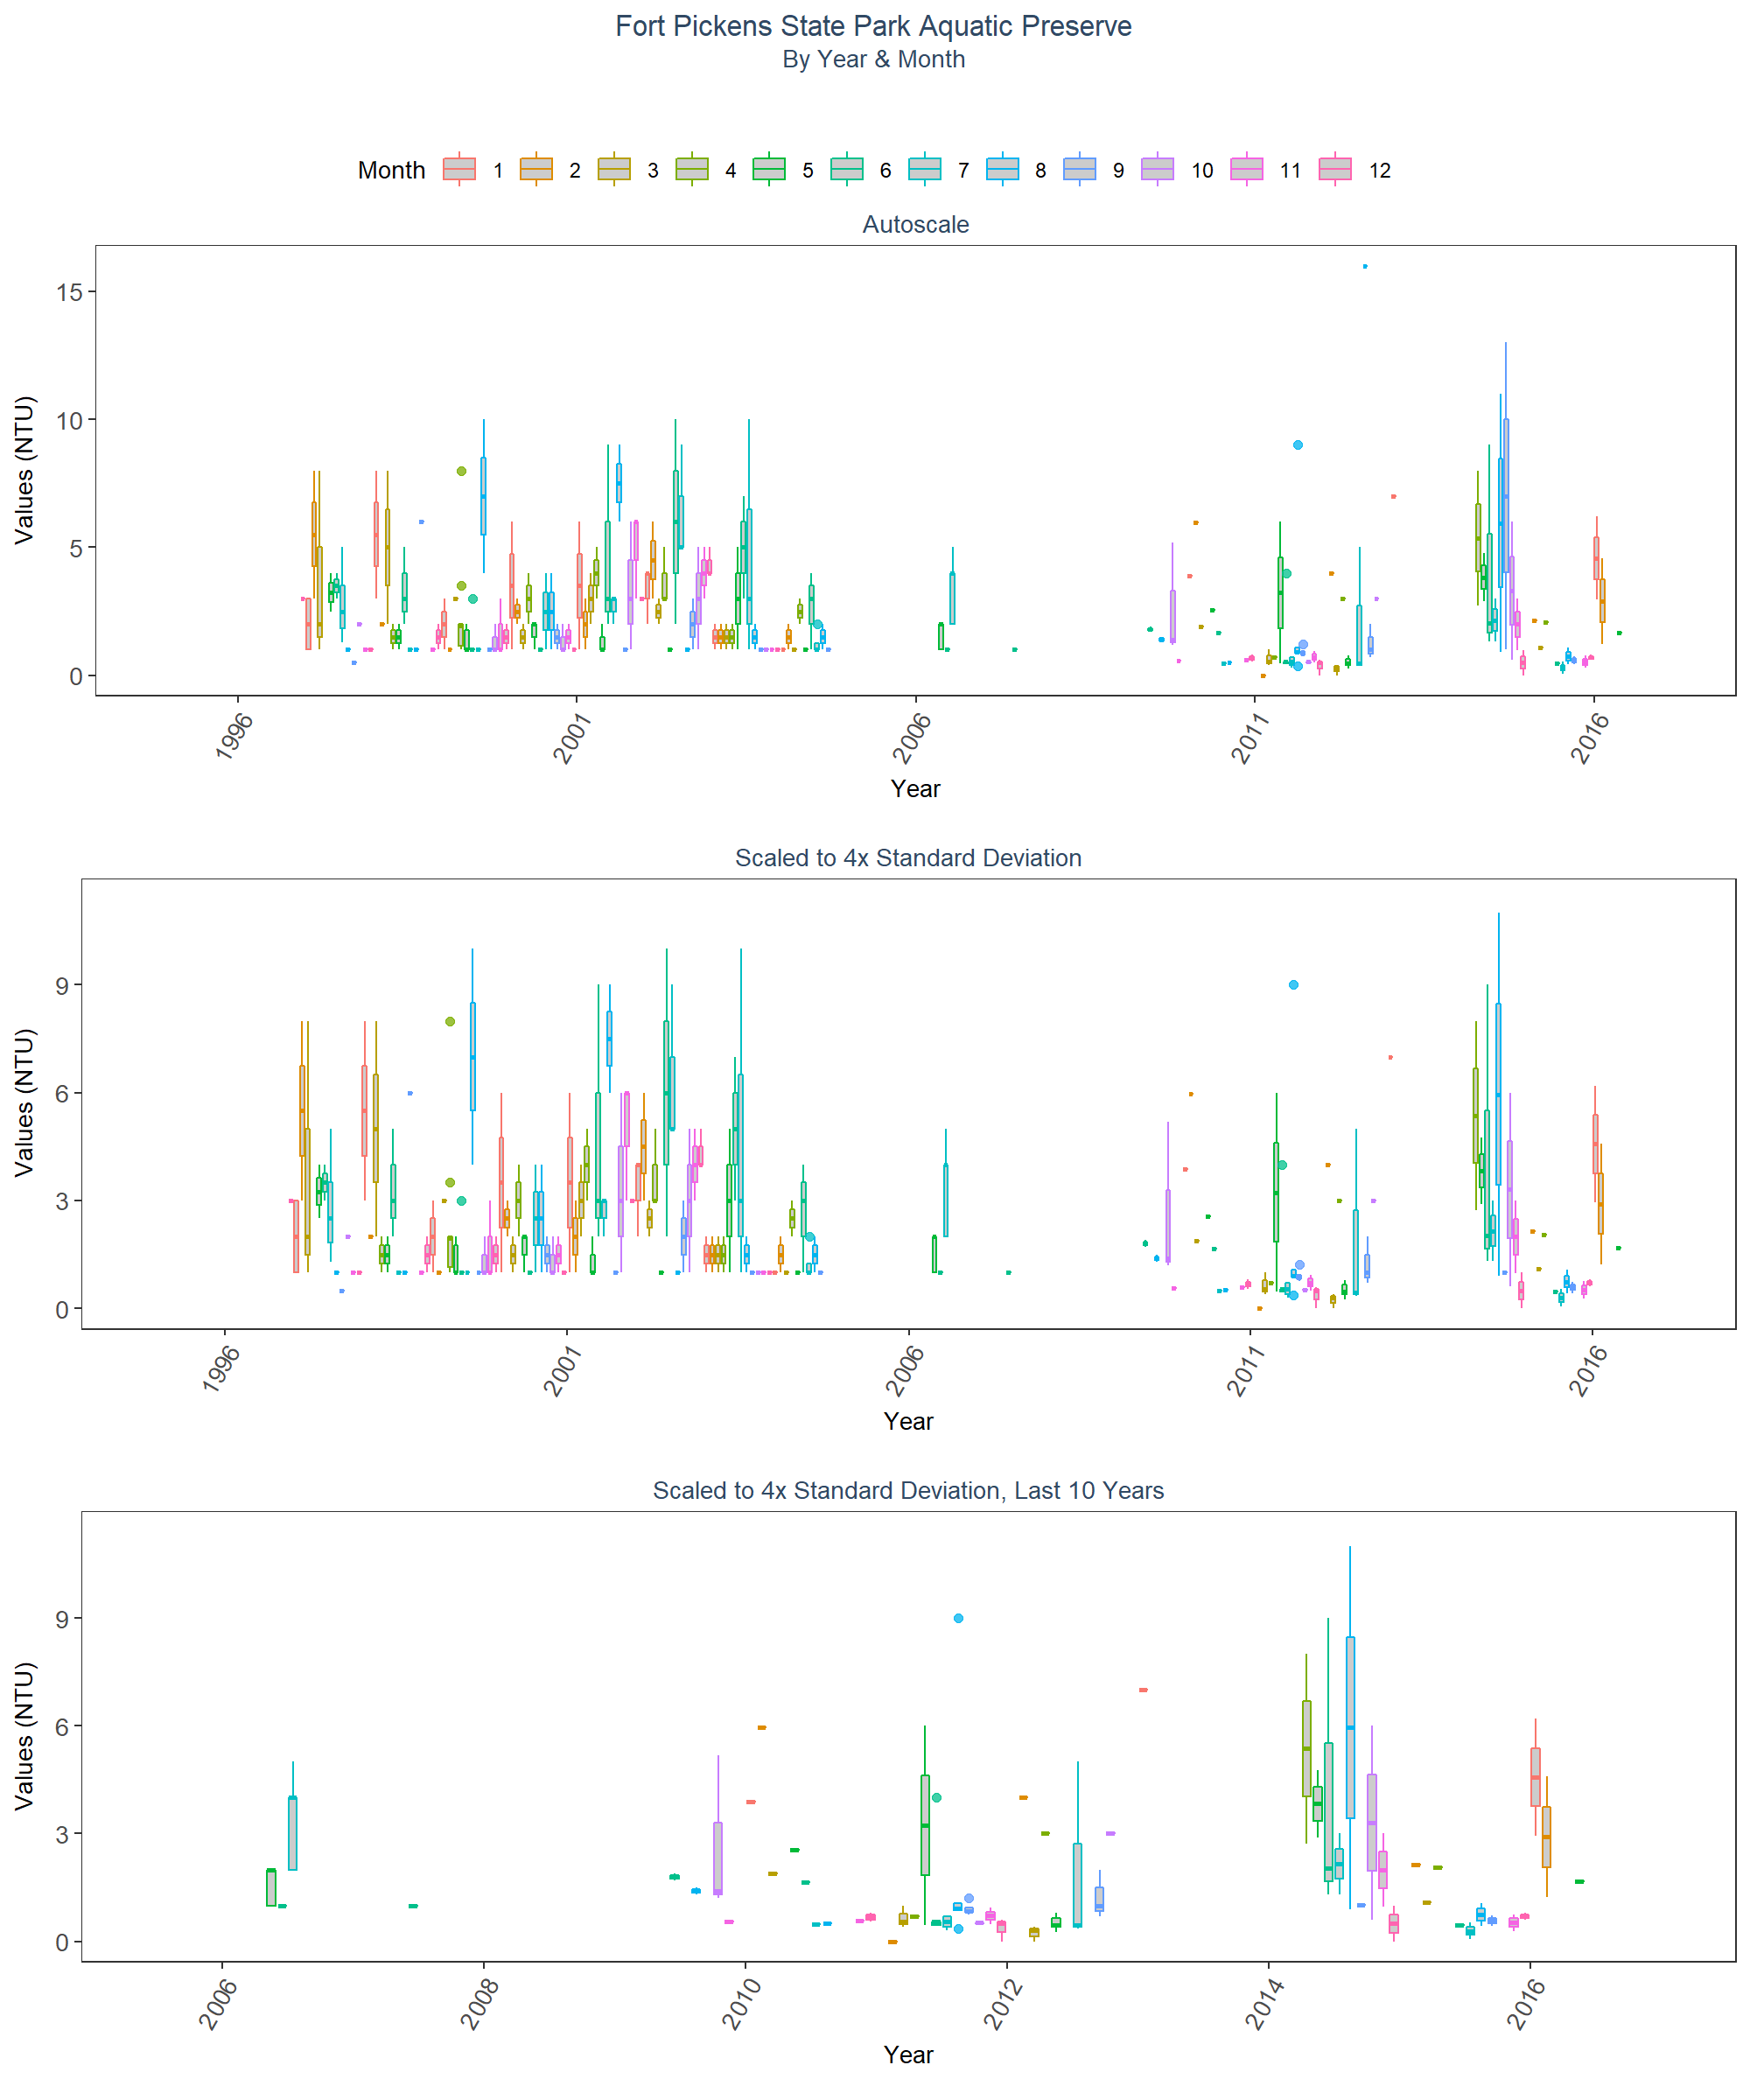 Fort Pickens State Park Aquatic Preserve
By Year & Month
Month 1 2 3 4 5 6 7 8 9 10 11 12
Autoscale
Values (NTU)
15
10
5
0
1996 2001 2006 2011 2016
Year
Scaled to 4x Standard Deviation
Values (NTU)
9
6
3
0
1996 2001 2006 2011 2016
Year
Scaled to 4x Standard Deviation, Last 10 Years
Values (NTU)
9
6
3
0
2006 2008 2010 2012 2014 2016
Year